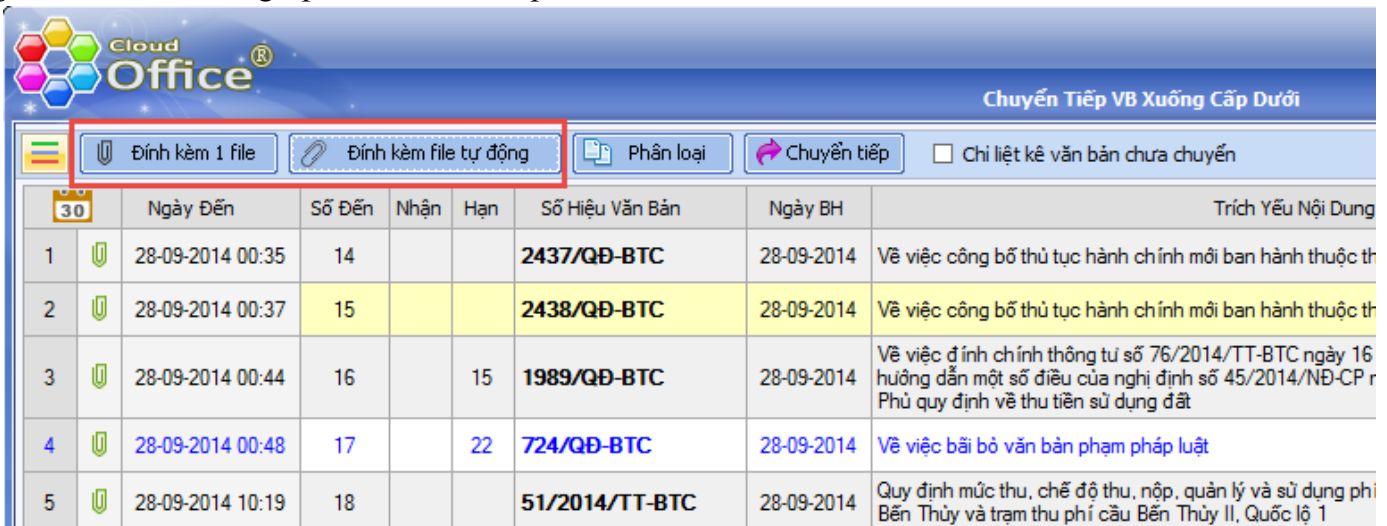 Cloud
Office®
Chuyển Tiếp VB Xuống Cấp Dưới
Đính kèm 1 file Đính kèm file tự động Phân loại Chuyển tiếp Chỉ liệt kê văn bản chưa chuyển
30 Ngày Đến Số Đến Nhận Hạn Số Hiệu Văn Bản Ngày BH Trích Yếu Nội Dung
1 28-09-2014 00:35 14 2437/QĐ-BTC 28-09-2014 Về việc công bố thủ tục hành chính mới ban hành thuộc
2 28-09-2014 00:37 15 2438/QĐ-BTC 28-09-2014 Về việc công bố thủ tục hành chính mới ban hành thuộc
3 28-09-2014 00:44 16 15 1989/QĐ-BTC 28-09-2014 Về việc đính chính thông tư số 76/2014/TT-BTC ngày 16
hướng dẫn một số điều của nghị định số 45/2014/NĐ-CP
Phủ quy định về thu tiền sử dụng đất
4 28-09-2014 00:48 17 22 724/QĐ-BTC 28-09-2014 Về việc bãi bỏ văn bản phạm pháp luật
5 28-09-2014 10:19 18 51/2014/TT-BTC 28-09-2014 Quy định mức thu, chế độ thu, nộp, quản lý và sử dụng phí
Bến Thủy và trạm thu phí cầu Bến Thủy II, Quốc lộ 1